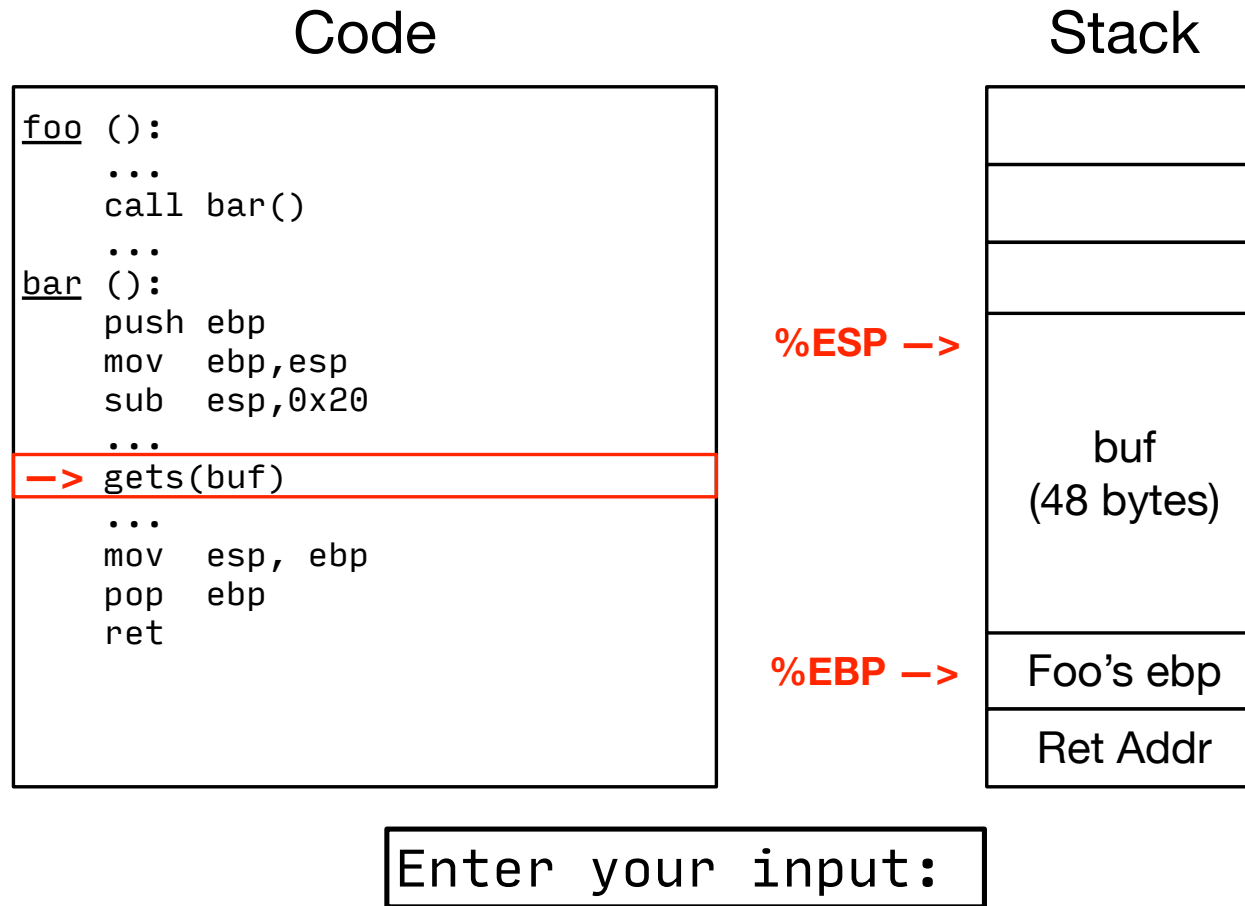 Code
Stack
foo ():
...
call bar()
...
bar ():
push ebp
mov ebp,esp
sub esp,0x20
...
—> gets(buf)
...
mov esp, ebp
pop ebp
ret
%ESP —>
%EBP —>
buf
(48 bytes)
Foo’s ebp
Ret Addr
Enter your input: